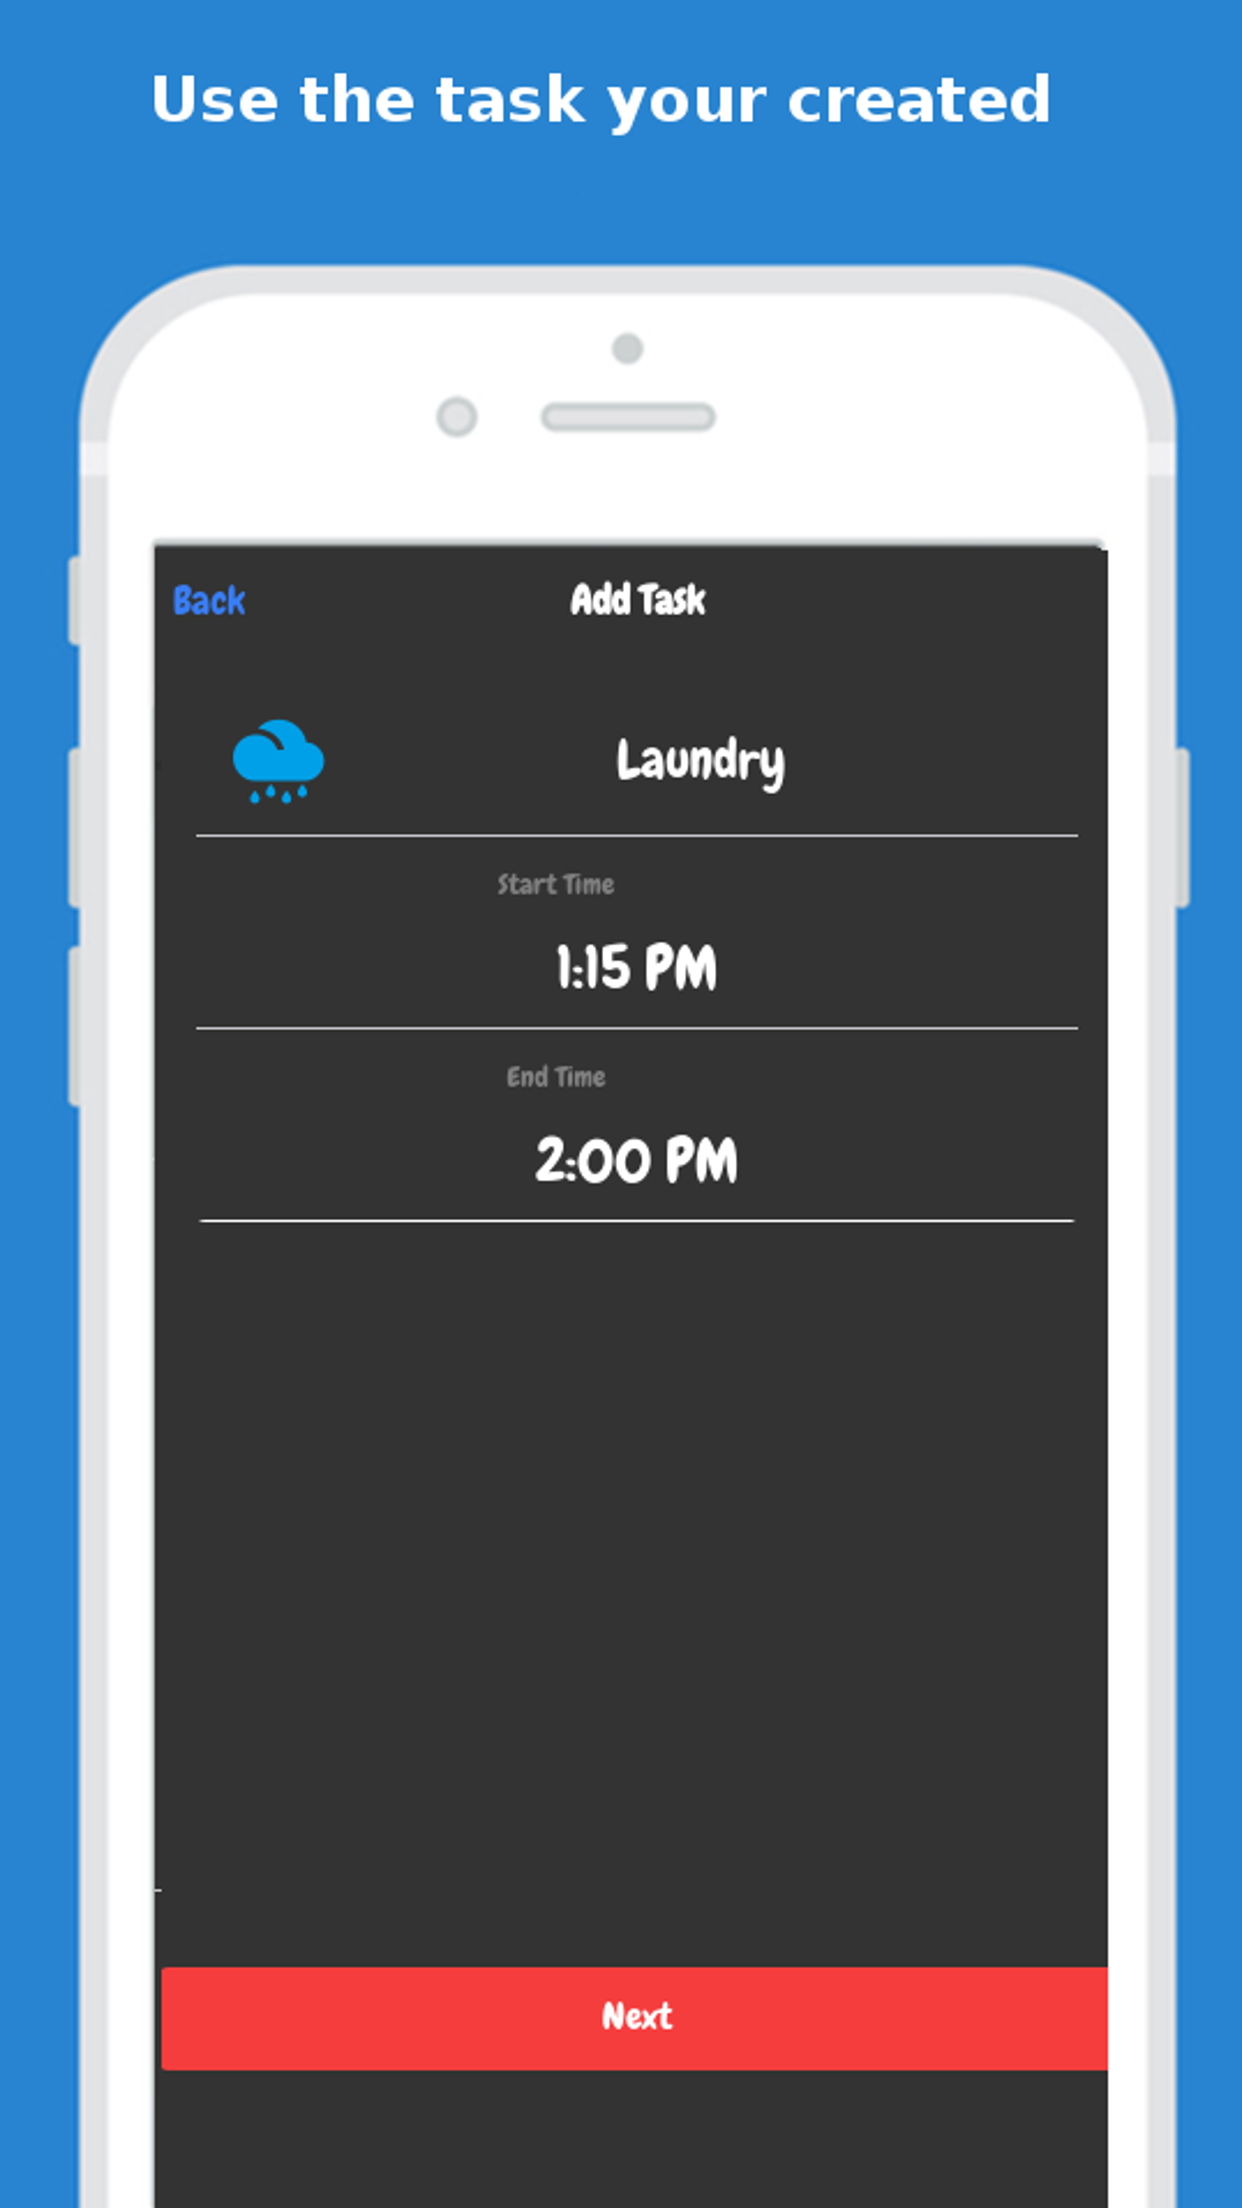 Use the task your created
Back
Add Task
Laundry
Start Time
1:15 PM
End Time
2:00 PM
Next